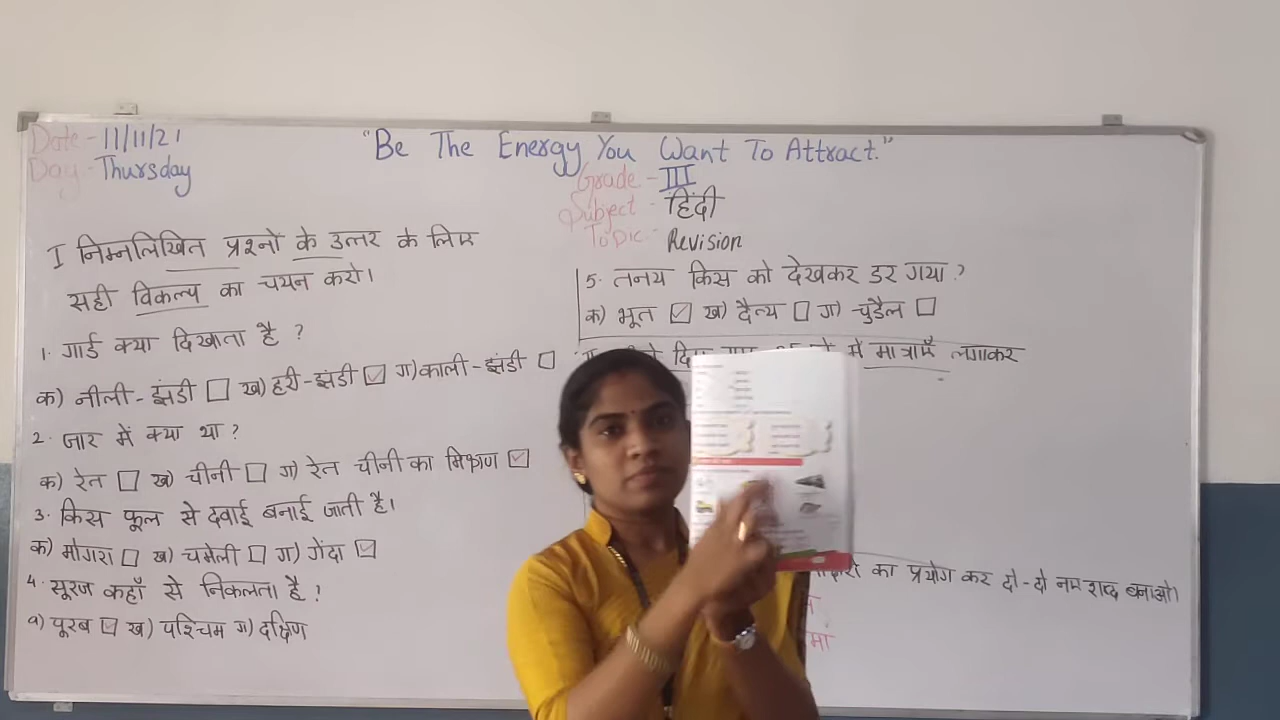 Date - 11/11/21
Day - Thursday
"Be The Energy You Want To Attract."
Grade - III
Subject - हिंदी
Topic - Revision
I निम्नलिखित प्रश्नों के उत्तर के लिए
सही विकल्प का चयन करो।
1. गार्ड क्या दिखाता है ?
क) नीली - झंडी ☐ ख) हरी - झंडी ☑ ग) काली - झंडी ☐
2. जार में क्या था ?
क) रेत ☐ ख) चीनी ☐ ग) रेत चीनी का मिश्रण ☑
3. किस फूल से दवाई बनाई जाती है।
क) मोगरा ☐ ख) चमेली ☐ ग) गेंदा ☑
4. सूरज कहाँ से निकलता है ?
क) पूरब ☑ ख) पश्चिम ग) दक्षिण
5. तनय किस को देखकर डर गया ?
क) भूत ☑ ख) दैत्य ☐ ग) चुडैल ☐
में मात्राएँ लगाकर
का प्रयोग कर दो-दो नए शब्द बनाओ।